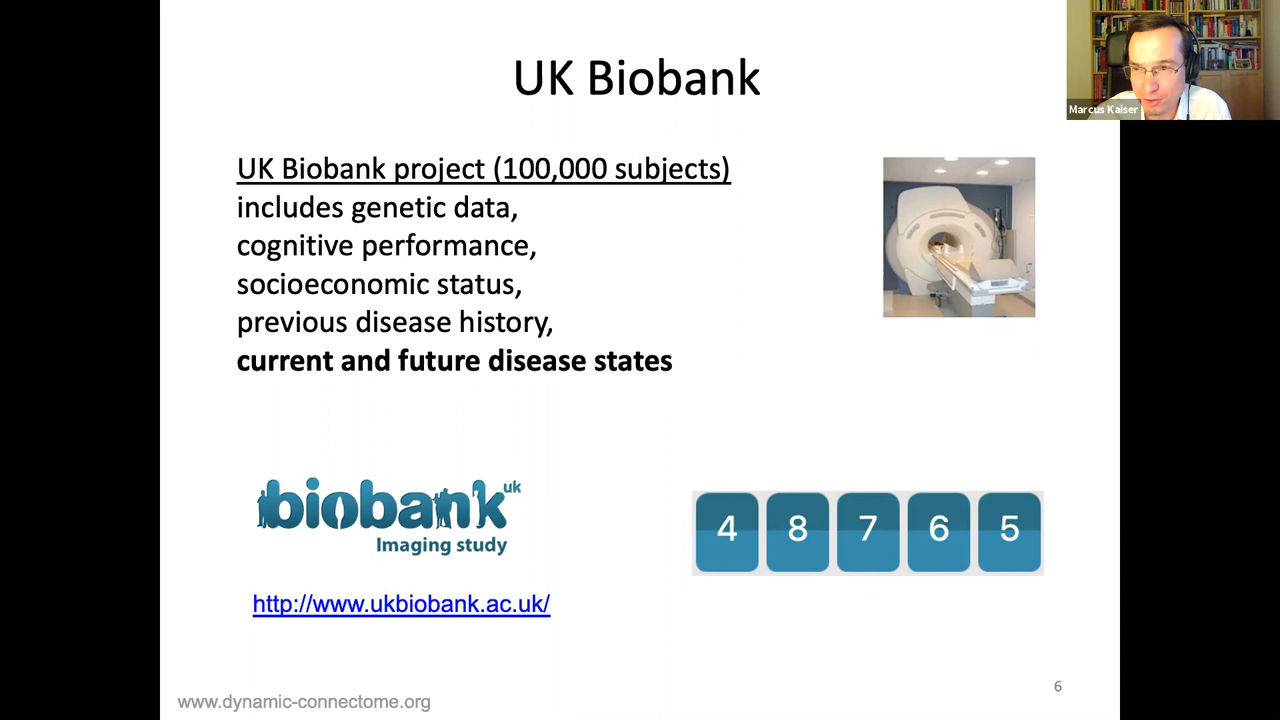 UK Biobank
Marcus Kaiser
UK Biobank project (100,000 subjects)
includes genetic data,
cognitive performance,
socioeconomic status,
previous disease history,
current and future disease states
biobank uk
Imaging study
4 8 7 6 5
http://www.ukbiobank.ac.uk/
www.dynamic-connectome.org
6